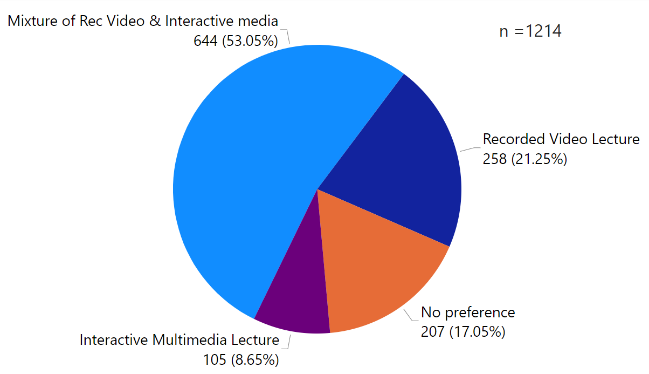 Mixture of Rec Video & Interactive media
644 (53.05%)
n =1214
Recorded Video Lecture
258 (21.25%)
No preference
207 (17.05%)
Interactive Multimedia Lecture
105 (8.65%)